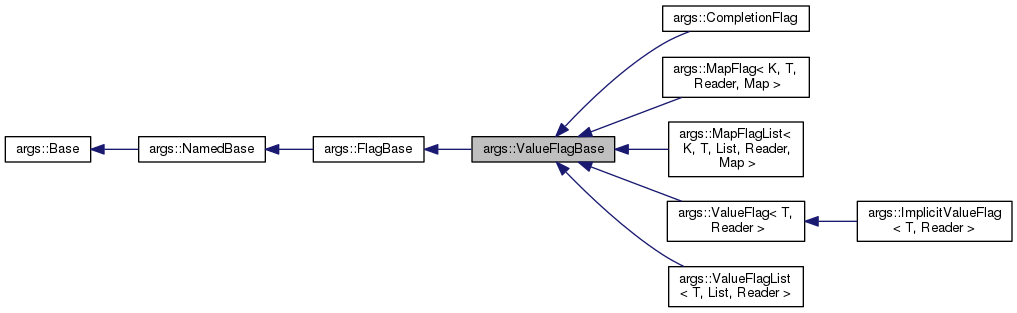 args::CompletionFlag
args::MapFlag< K, T,
Reader, Map >
args::MapFlagList<
K, T, List, Reader,
Map >
args::Base
args::NamedBase
args::FlagBase
args::ValueFlagBase
args::ValueFlag< T,
Reader >
args::ImplicitValueFlag
< T, Reader >
args::ValueFlagList
< T, List, Reader >